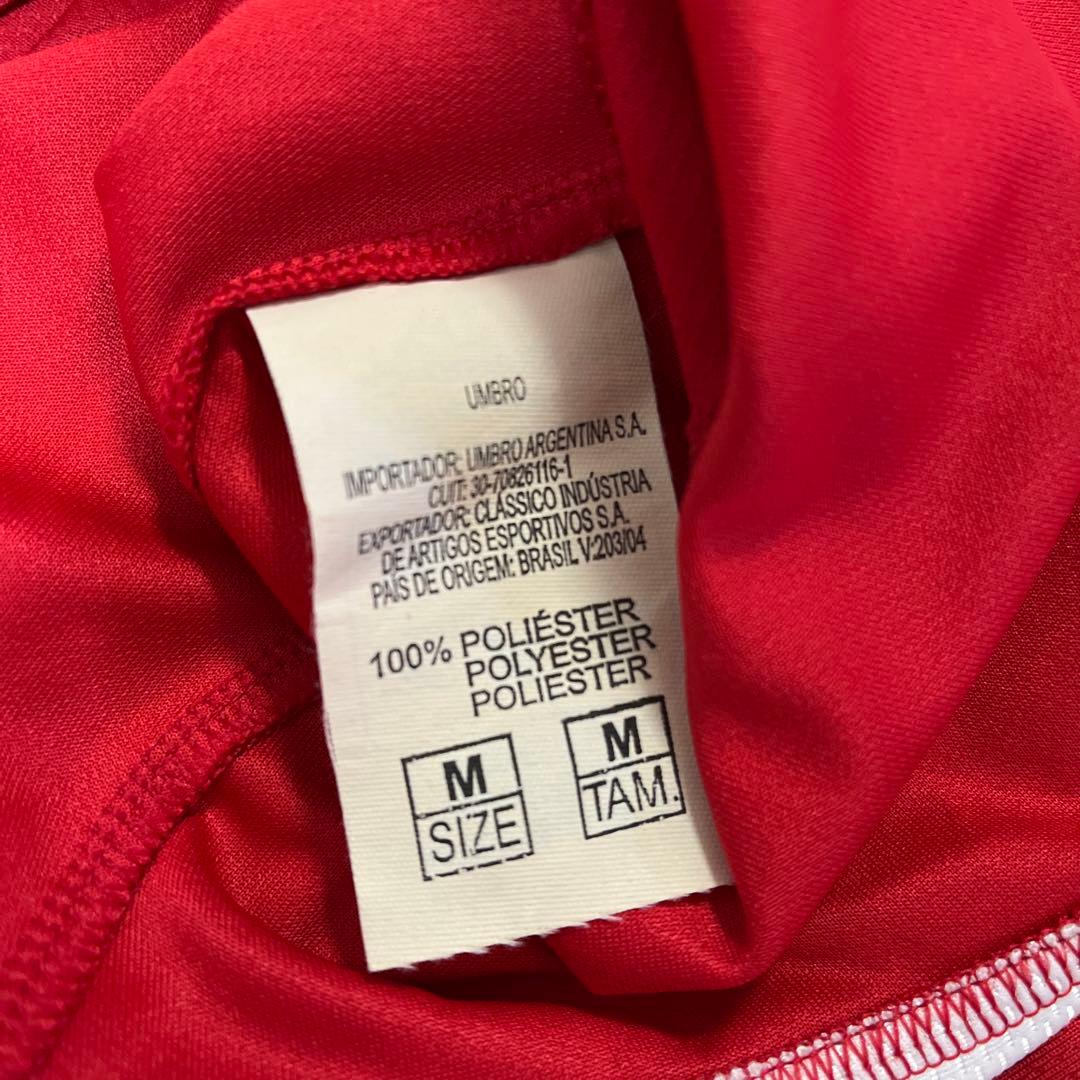 UMBRO
IMPORTADOR: UMBRO ARGENTINA S.A.
CUIT: 30-70826116-1
EXPORTADOR: CLÁSSICO INDÚSTRIA
DE ARTIGOS ESPORTIVOS S.A.
PAÍS DE ORIGEM: BRASIL V:203/04
100% POLIÉSTER
POLYESTER
POLIESTER
M
SIZE
M
TAM.